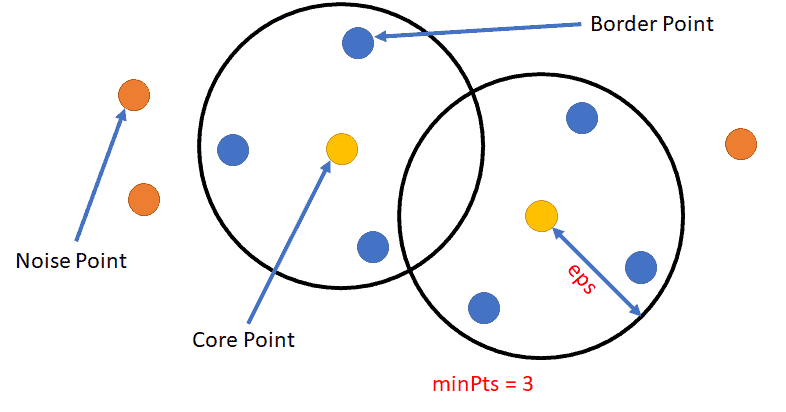 Border Point
Noise Point
eps
Core Point
minPts = 3